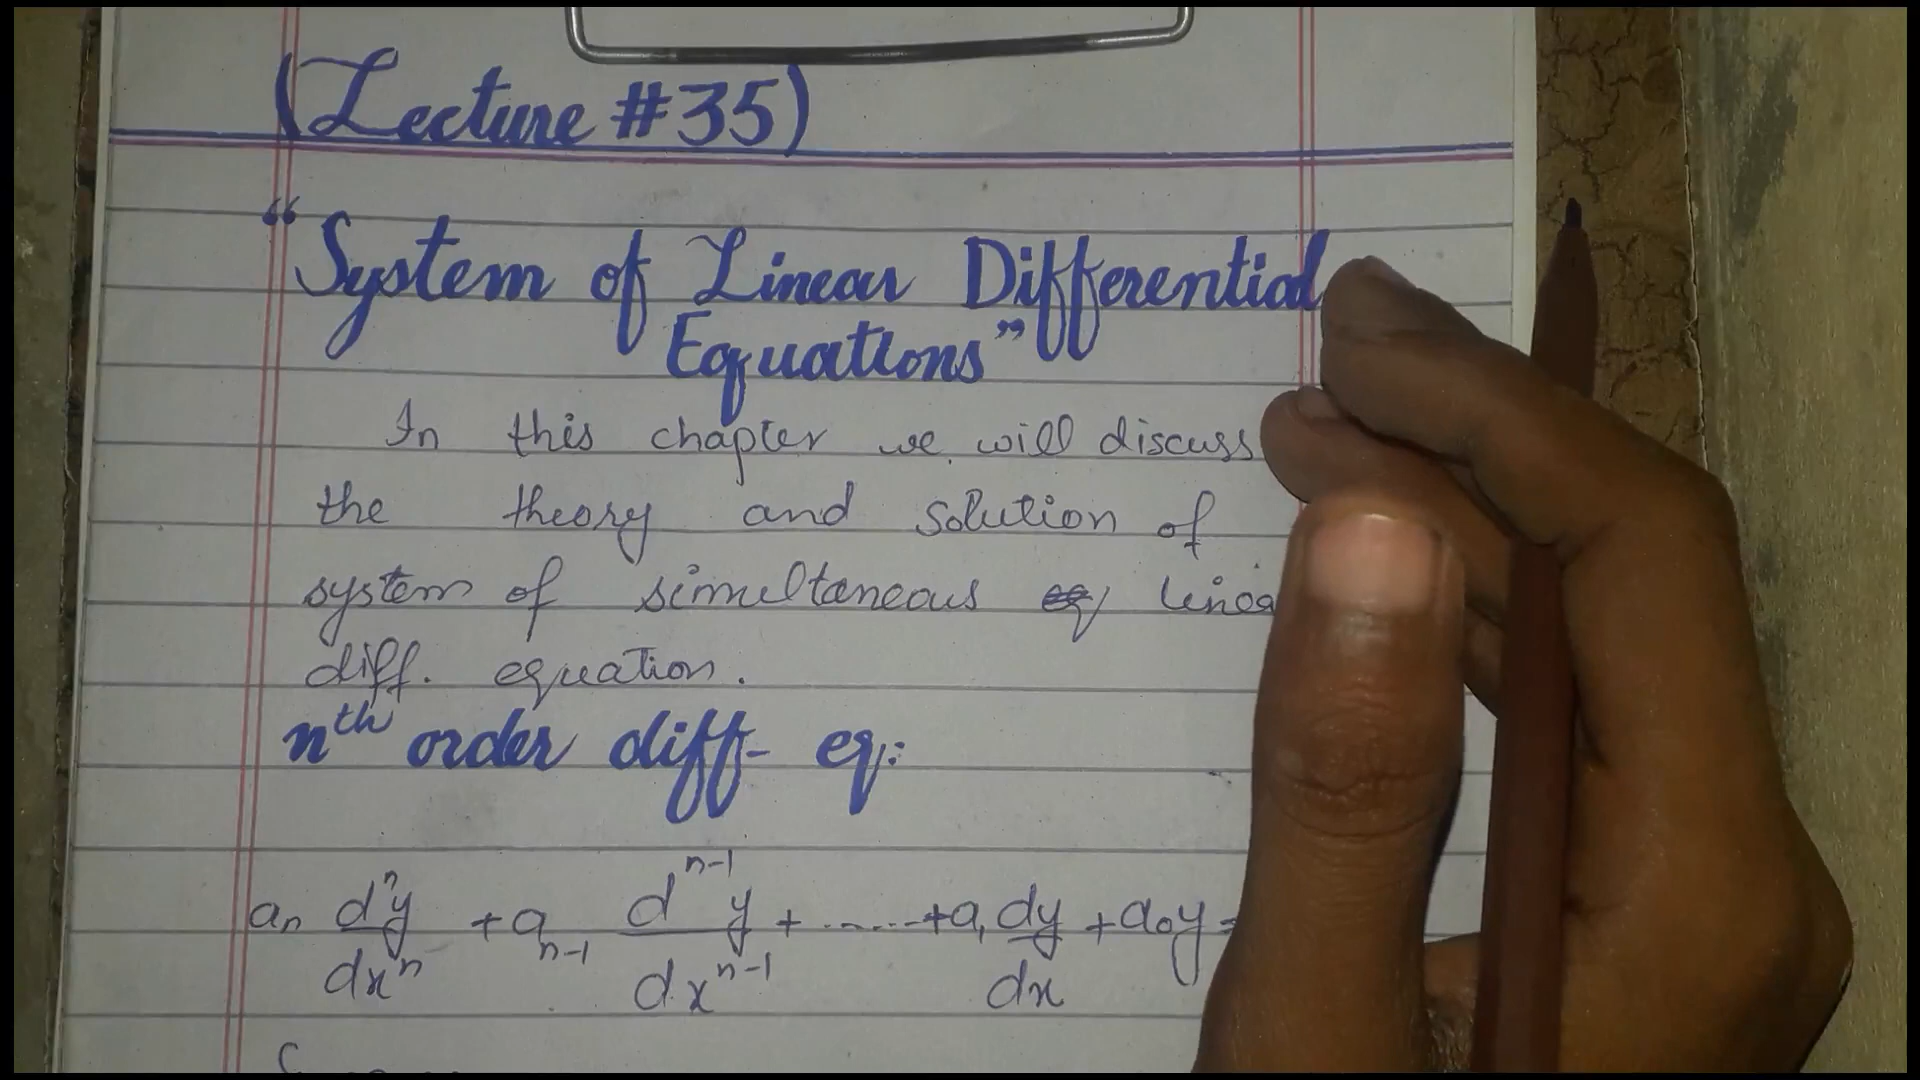 (Lecture #35)
“System of Linear Differential
Equations”
In this chapter we will discuss
the theory and solution of
system of simultaneous linea
diff. equation.
nth order diff- eq:
an dⁿy/dxⁿ + an-1 dⁿ⁻¹y/dxⁿ⁻¹ + ...... + a1 dy/dx + a0y =